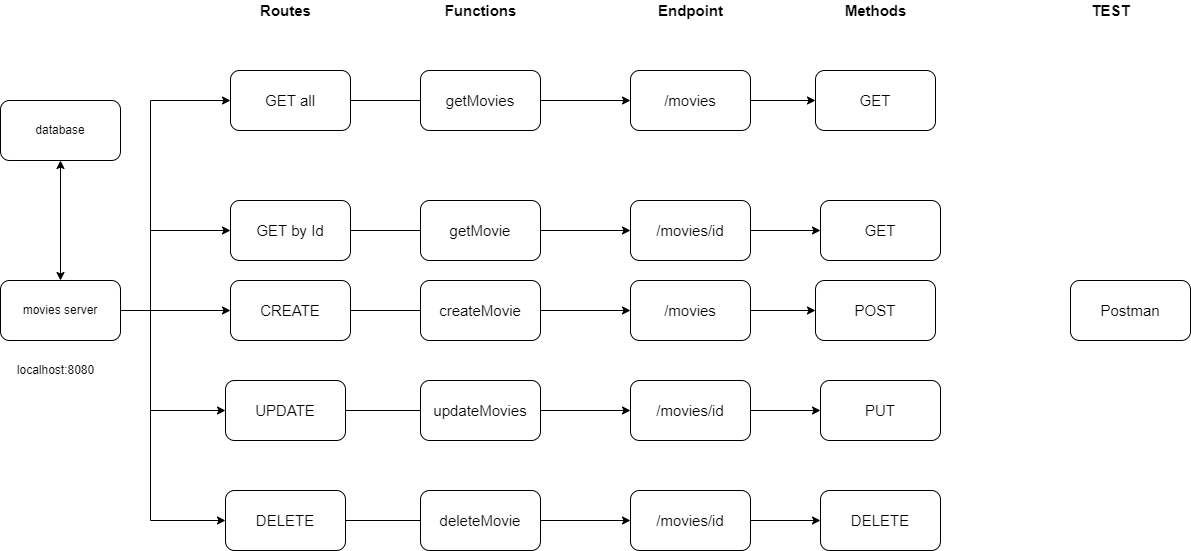 Routes Functions Endpoint Methods TEST
GET all getMovies /movies GET
database
GET by Id getMovie /movies/id GET
movies server CREATE createMovie /movies POST Postman
localhost:8080
UPDATE updateMovies /movies/id PUT
DELETE deleteMovie /movies/id DELETE